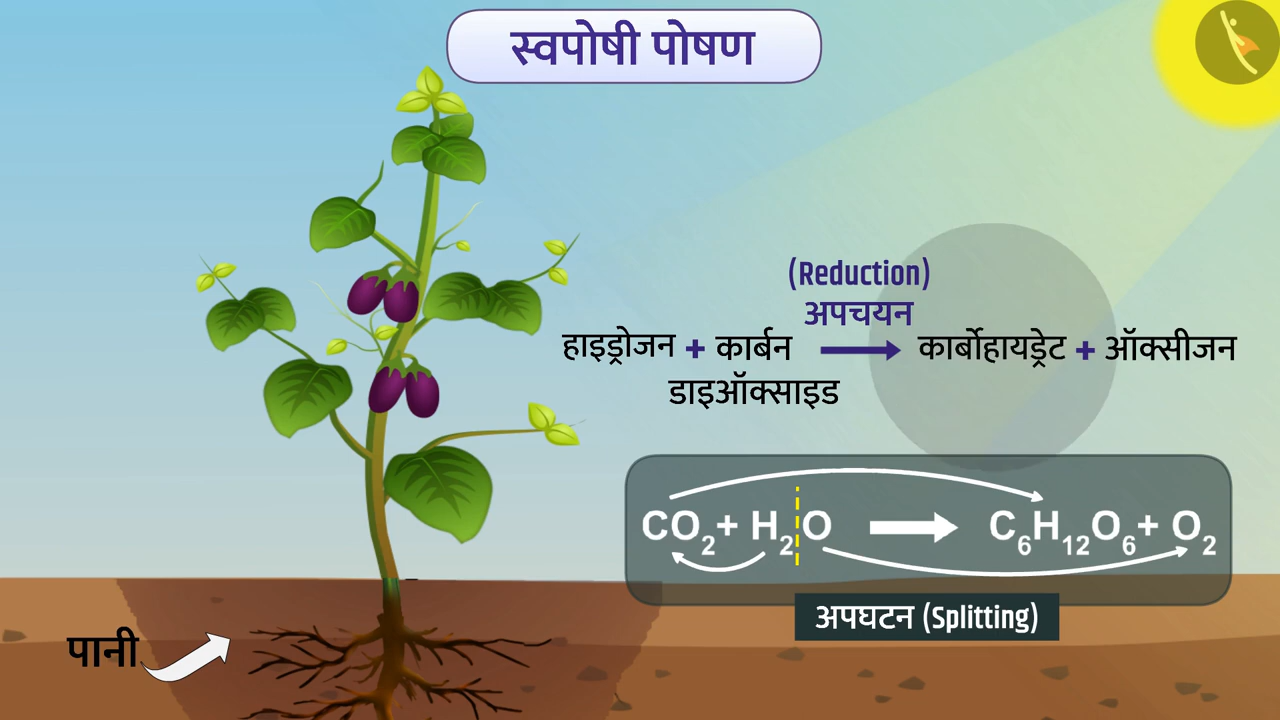 स्वपोषी पोषण
(Reduction)
अपचयन
हाइड्रोजन + कार्बन → कार्बोहायड्रेट + ऑक्सीजन
डाइऑक्साइड
CO₂ + H₂O → C₆H₁₂O₆ + O₂
अपघटन (Splitting)
पानी